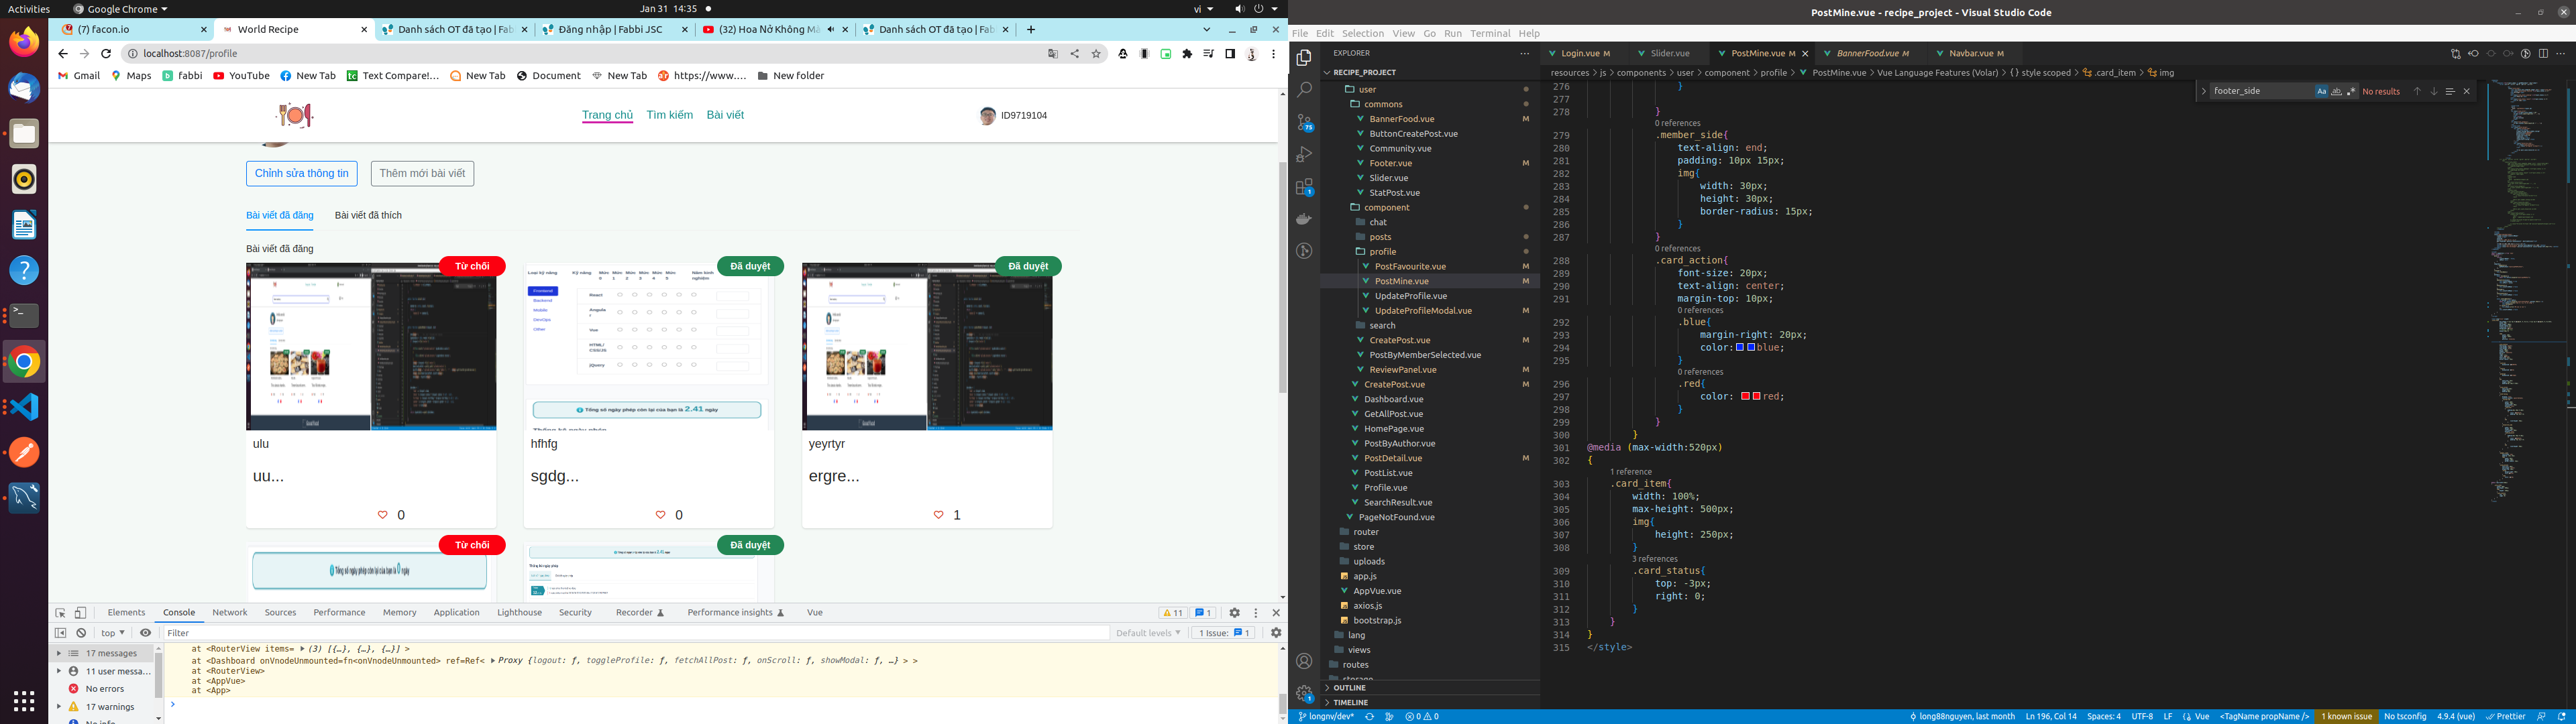 Activities
Google Chrome
Jan 31 14:35
vi
(7) facon.io
World Recipe
Danh sách OT đã tạo | Fabbi
Đăng nhập | Fabbi JSC
(32) Hoa Nở Không Mà
Danh sách OT đã tạo | Fabbi
localhost:8087/profile
Gmail
Maps
fabbi
YouTube
New Tab
Text Compare!...
New Tab
Document
New Tab
https://www....
New folder
Trang chủ
Tìm kiếm
Bài viết
ID9719104
Chỉnh sửa thông tin
Thêm mới bài viết
Bài viết đã đăng
Bài viết đã thích
Bài viết đã đăng
Từ chối
Đã duyệt
Đã duyệt
ulu
hfhfg
yeyrtyr
uu...
sgdg...
ergre...
0
0
1
Từ chối
Đã duyệt
Elements
Console
Network
Sources
Performance
Memory
Application
Lighthouse
Security
Recorder
Performance insights
Vue
11
1
top
Filter
Default levels
1 Issue: 1
17 messages
11 user messa...
No errors
17 warnings
No info
at <RouterView items= (3) [{…}, {…}, {…}] >
at <Dashboard onVnodeUnmounted=fn<onVnodeUnmounted> ref=Ref< Proxy {logout: ƒ, toggleProfile: ƒ, fetchAllPost: ƒ, onScroll: ƒ, showModal: ƒ, …} > >
at <RouterView>
at <AppVue>
at <App>
PostMine.vue - recipe_project - Visual Studio Code
File Edit Selection View Go Run Terminal Help
EXPLORER
RECIPE_PROJECT
user
commons
BannerFood.vue M
ButtonCreatePost.vue
Community.vue
Footer.vue M
Slider.vue
StatPost.vue
component
chat
posts
profile
PostFavourite.vue M
PostMine.vue M
UpdateProfile.vue
UpdateProfileModal.vue M
search
CreatePost.vue M
PostByMemberSelected.vue
ReviewPanel.vue M
CreatePost.vue M
Dashboard.vue
GetAllPost.vue
HomePage.vue
PostByAuthor.vue
PostDetail.vue M
PostList.vue
Profile.vue
SearchResult.vue
PageNotFound.vue
router
store
uploads
app.js
AppVue.vue
axios.js
bootstrap.js
lang
views
routes
storage
OUTLINE
TIMELINE
Login.vue M
Slider.vue
PostMine.vue M
BannerFood.vue M
Navbar.vue M
resources > js > components > user > component > profile > PostMine.vue > Vue Language Features (Volar) > {} style scoped > .card_item > img
footer_side
No results
276 }
277
278 }
0 references
279 .member_side{
280 text-align: end;
281 padding: 10px 15px;
282 img{
283 width: 30px;
284 height: 30px;
285 border-radius: 15px;
286 }
287 }
0 references
288 .card_action{
289 font-size: 20px;
290 text-align: center;
291 margin-top: 10px;
0 references
292 .blue{
293 margin-right: 20px;
294 color: blue;
295 }
0 references
296 .red{
297 color: red;
298 }
299 }
300 }
301 @media (max-width:520px)
302 {
1 reference
303 .card_item{
304 width: 100%;
305 max-height: 500px;
306 img{
307 height: 250px;
308 }
3 references
309 .card_status{
310 top: -3px;
311 right: 0;
312 }
313 }
314 }
315 </style>
longnv/dev*
0 0
long88nguyen, last month
Ln 196, Col 14
Spaces: 4
UTF-8
LF
Vue
<TagName propName />
1 known issue
No tsconfig
4.9.4 (vue)
Prettier